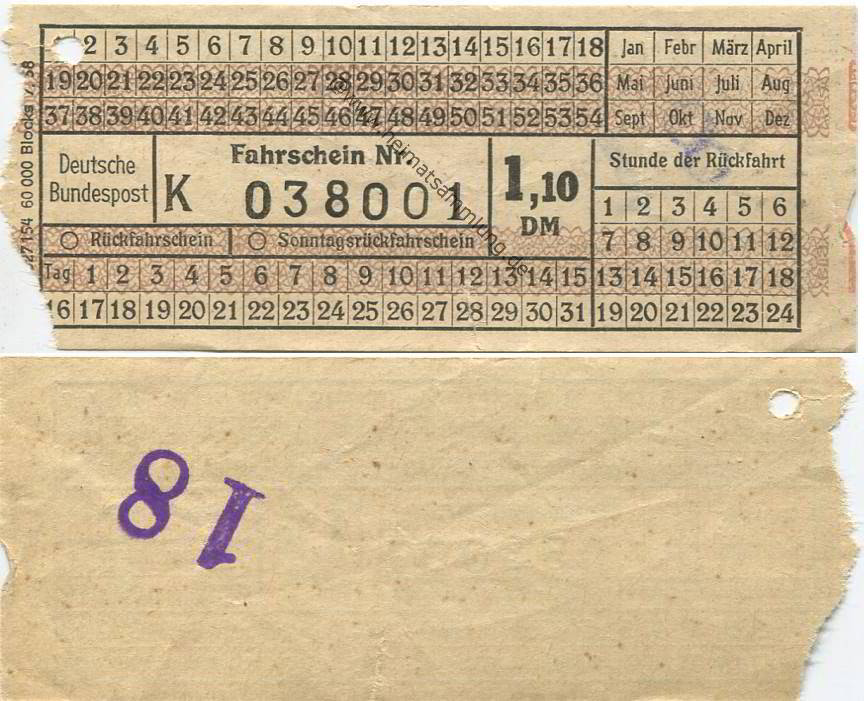 2 3 4 5 6 7 8 9 10 11 12 13 14 15 16 17 18 Jan Febr März April
19 20 21 22 23 24 25 26 27 28 29 30 31 32 33 34 35 36 Mai Juni Juli Aug
37 38 39 40 41 42 43 44 45 46 47 48 49 50 51 52 53 54 Sept Okt Nov Dez
Deutsche
Bundespost
Fahrschein Nr.
K 038001
1,10
DM
Stunde der Rückfahrt
1 2 3 4 5 6
7 8 9 10 11 12
Rückfahrschein Sonntagsrückfahrschein
Tag 1 2 3 4 5 6 7 8 9 10 11 12 13 14 15 13 14 15 16 17 18
16 17 18 19 20 21 22 23 24 25 26 27 28 29 30 31 19 20 21 22 23 24
60 000 Blocks
www.heimatsammlung.de
18